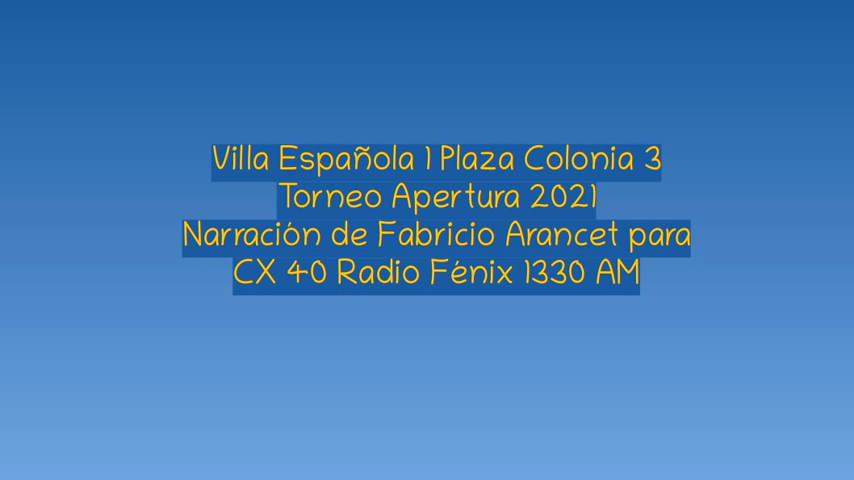 Villa Española 1 Plaza Colonia 3
Torneo Apertura 2021
Narración de Fabricio Arancet para
CX 40 Radio Fénix 1330 AM